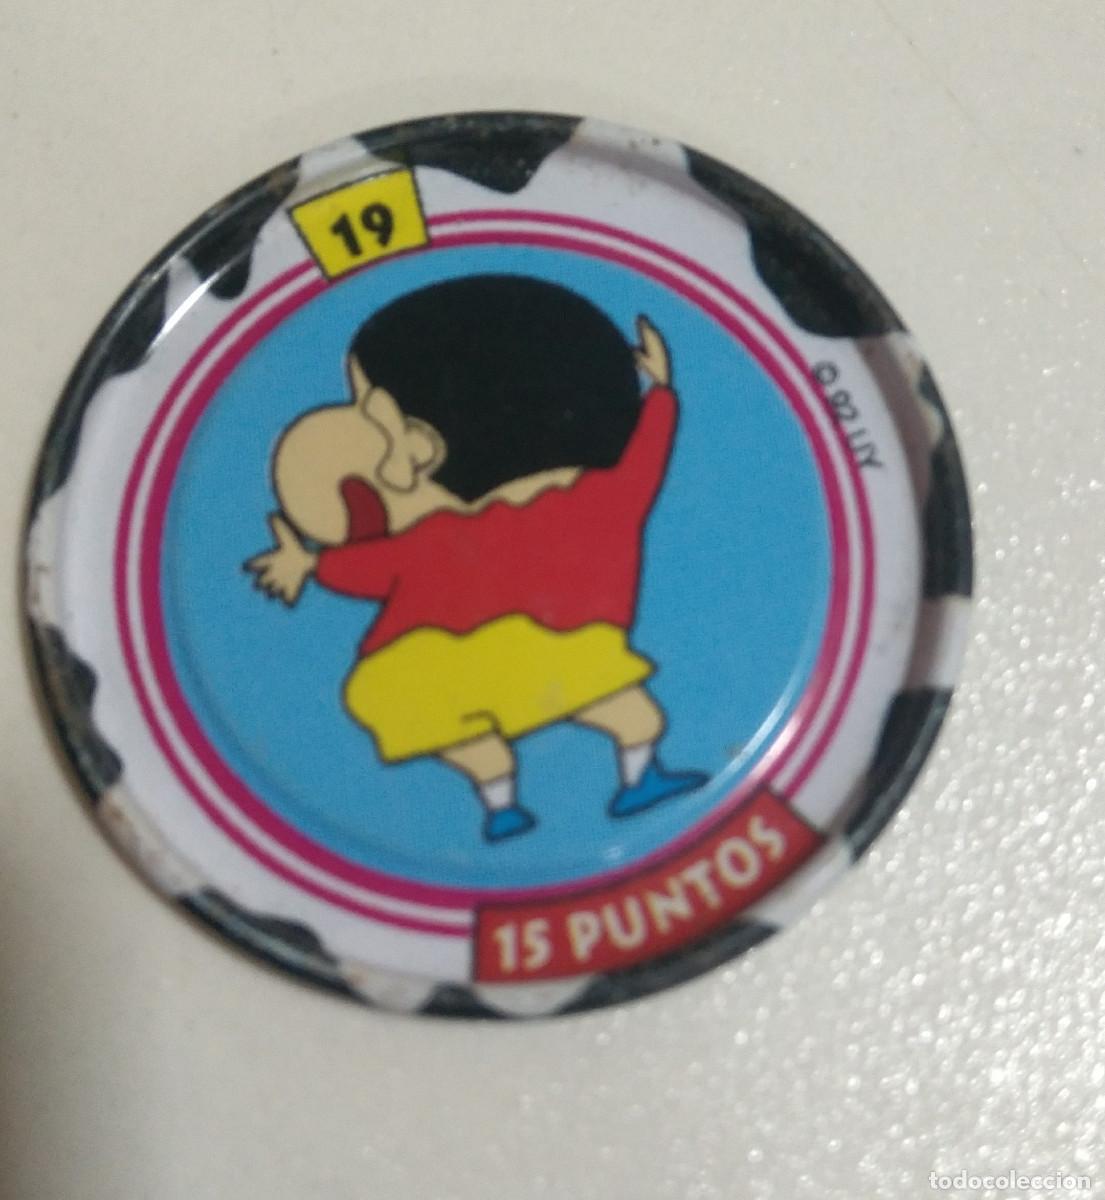 19
© 92 UY
15 PUNTOS
todocoleccion